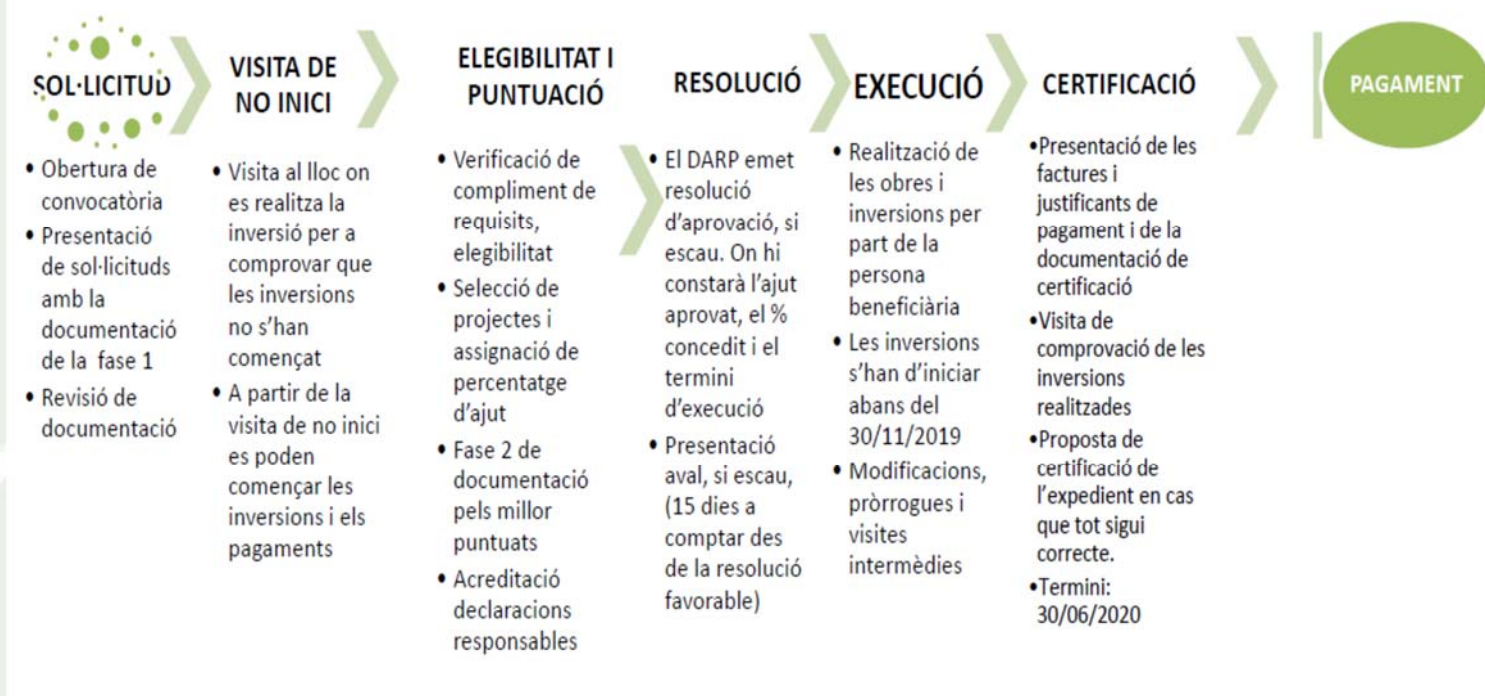 SOL·LICITUD
• Obertura de
convocatòria
• Presentació
de sol·licituds
amb la
documentació
de la fase 1
• Revisió de
documentació
VISITA DE
NO INICI
• Visita al lloc on
es realitza la
inversió per a
comprovar que
les inversions
no s'han
començat
• A partir de la
visita de no inici
es poden
començar les
inversions i els
pagaments
ELEGIBILITAT I
PUNTUACIÓ
• Verificació de
compliment de
requisits,
elegibilitat
• Selecció de
projectes i
assignació de
percentatge
d'ajut
• Fase 2 de
documentació
pels millor
puntuats
• Acreditació
declaracions
responsables
RESOLUCIÓ
• El DARP emet
resolució
d'aprovació, si
escau. On hi
constarà l'ajut
aprovat, el %
concedit i el
termini
d'execució
• Presentació
aval, si escau,
(15 dies a
comptar des
de la resolució
favorable)
EXECUCIÓ
• Realització de
les obres i
inversions per
part de la
persona
beneficiària
• Les inversions
s'han d'iniciar
abans del
30/11/2019
• Modificacions,
pròrrogues i
visites
intermèdies
CERTIFICACIÓ
•Presentació de les
factures i
justificants de
pagament i de la
documentació de
certificació
•Visita de
comprovació de les
inversions
realitzades
•Proposta de
certificació de
l'expedient en cas
que tot sigui
correcte.
•Termini:
30/06/2020
PAGAMENT